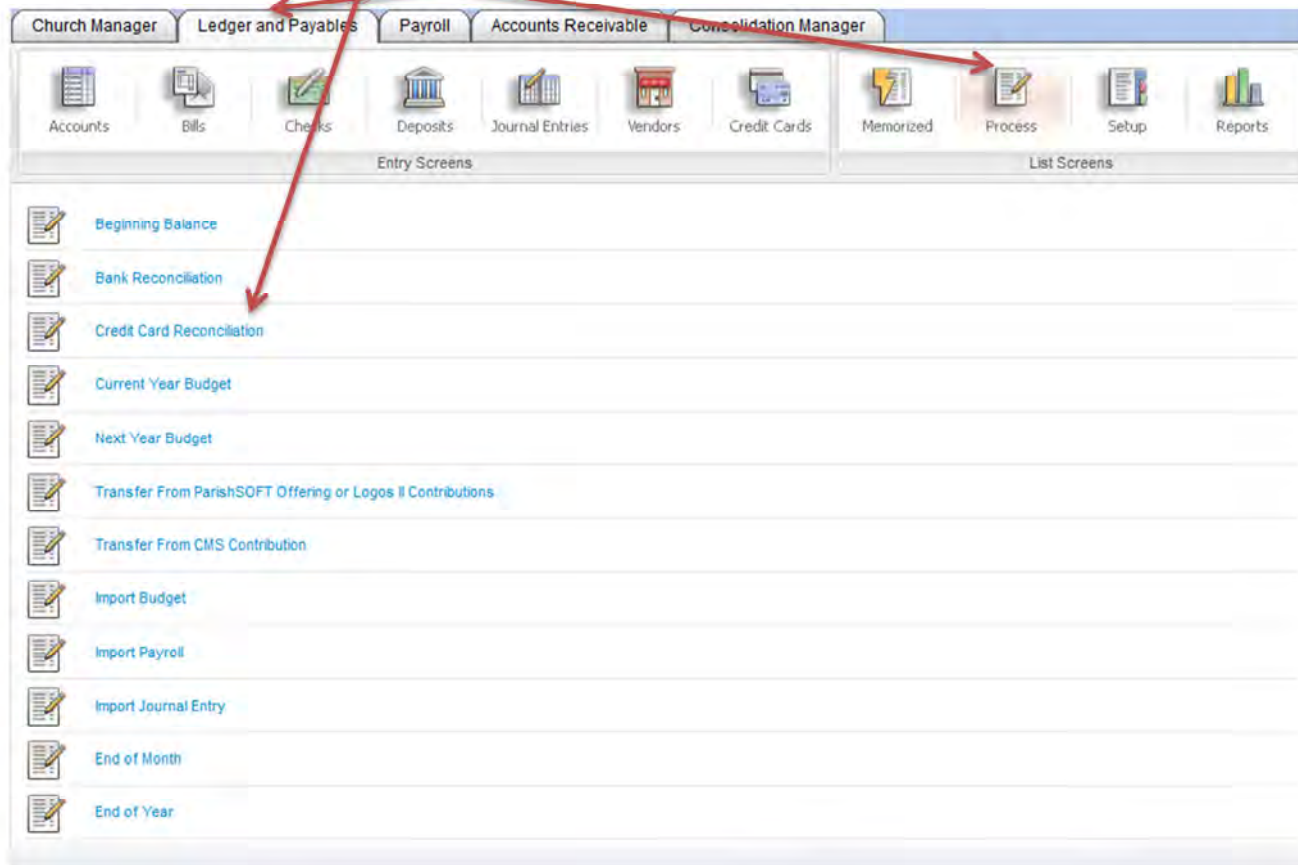 Church Manager Ledger and Payables Payroll Accounts Receivable Consolidation Manager
Accounts Bills Checks Deposits Journal Entries Vendors Credit Cards Memorized Process Setup Reports
Entry Screens List Screens
Beginning Balance
Bank Reconciliation
Credit Card Reconciliation
Current Year Budget
Next Year Budget
Transfer From ParishSOFT Offering or Logos II Contributions
Transfer From CMS Contribution
Import Budget
Import Payroll
Import Journal Entry
End of Month
End of Year